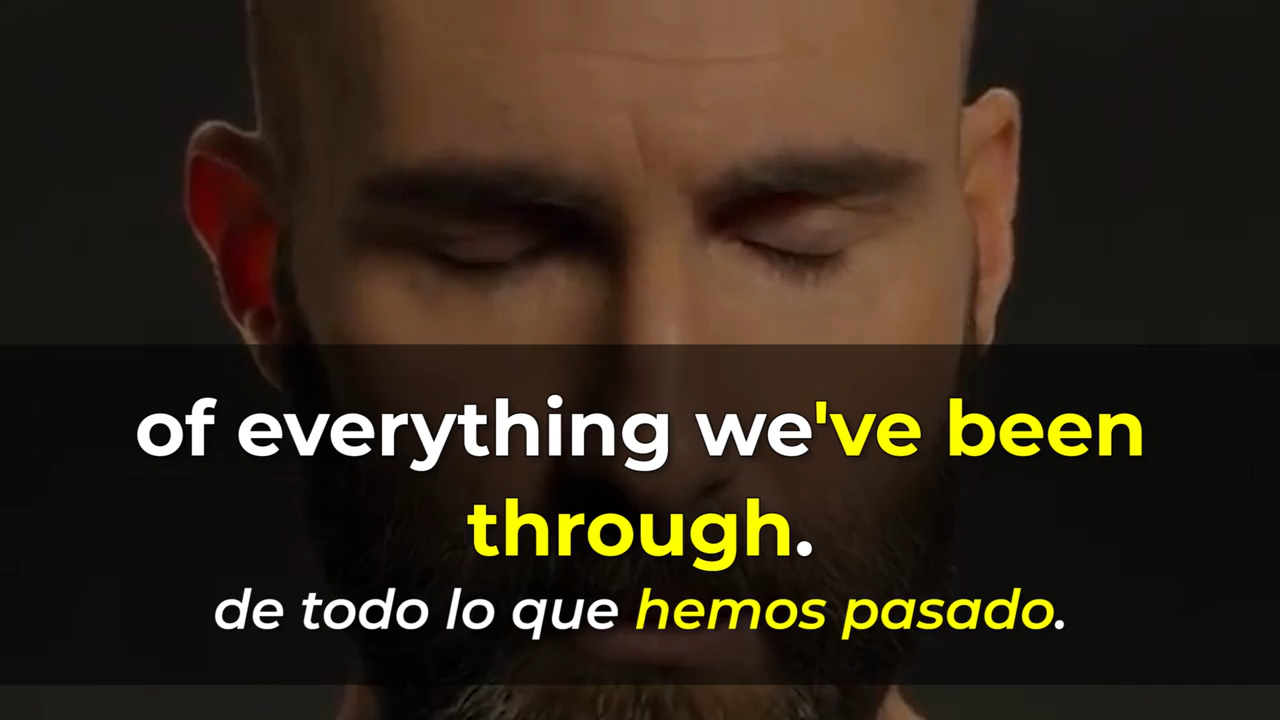 of everything we've been
through.
de todo lo que hemos pasado.